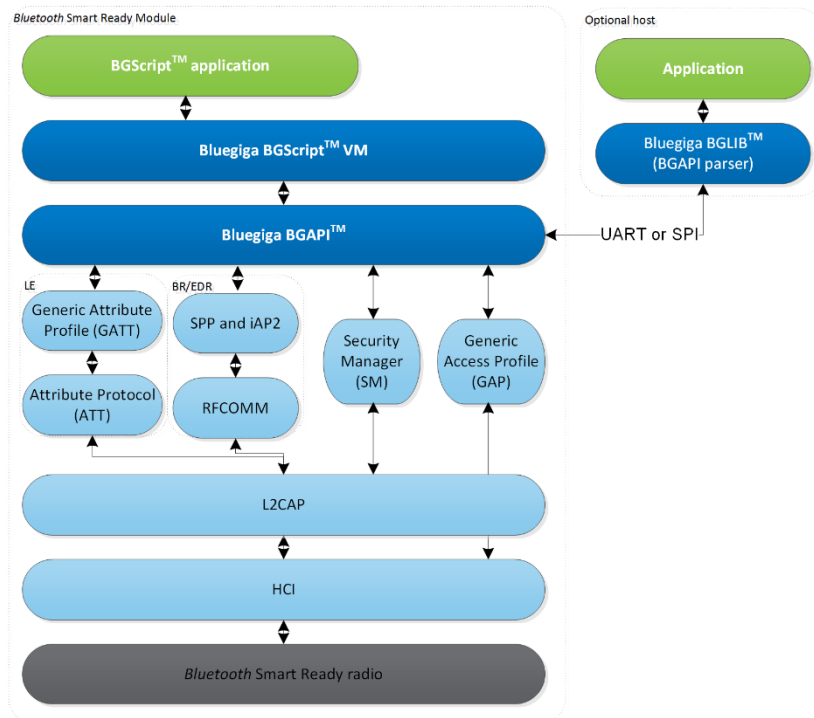 Bluetooth Smart Ready Module
BGScript™ application
Bluegiga BGScript™ VM
Bluegiga BGAPI™
LE
Generic Attribute
Profile (GATT)
Attribute Protocol
(ATT)
BR/EDR
SPP and iAP2
RFCOMM
Security
Manager
(SM)
Generic
Access Profile
(GAP)
L2CAP
HCI
Bluetooth Smart Ready radio
Optional host
Application
Bluegiga BGLIB™
(BGAPI parser)
UART or SPI